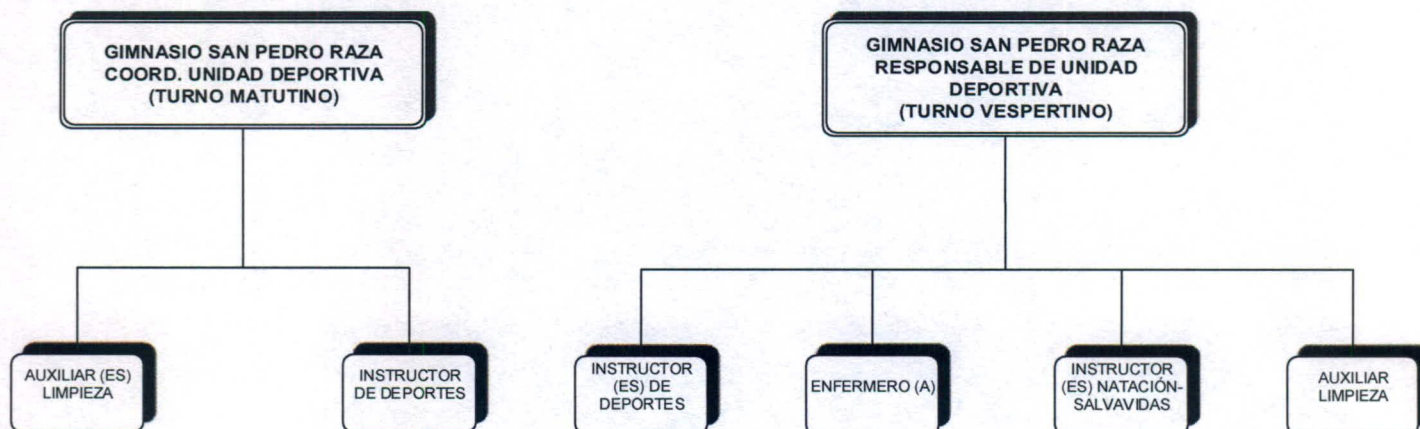 GIMNASIO SAN PEDRO RAZA
COORD. UNIDAD DEPORTIVA
(TURNO MATUTINO)
GIMNASIO SAN PEDRO RAZA
RESPONSABLE DE UNIDAD
DEPORTIVA
(TURNO VESPERTINO)
AUXILIAR (ES)
LIMPIEZA
INSTRUCTOR
DE DEPORTES
INSTRUCTOR
(ES) DE
DEPORTES
ENFERMERO (A)
INSTRUCTOR
(ES) NATACIÓN-
SALVAVIDAS
AUXILIAR
LIMPIEZA